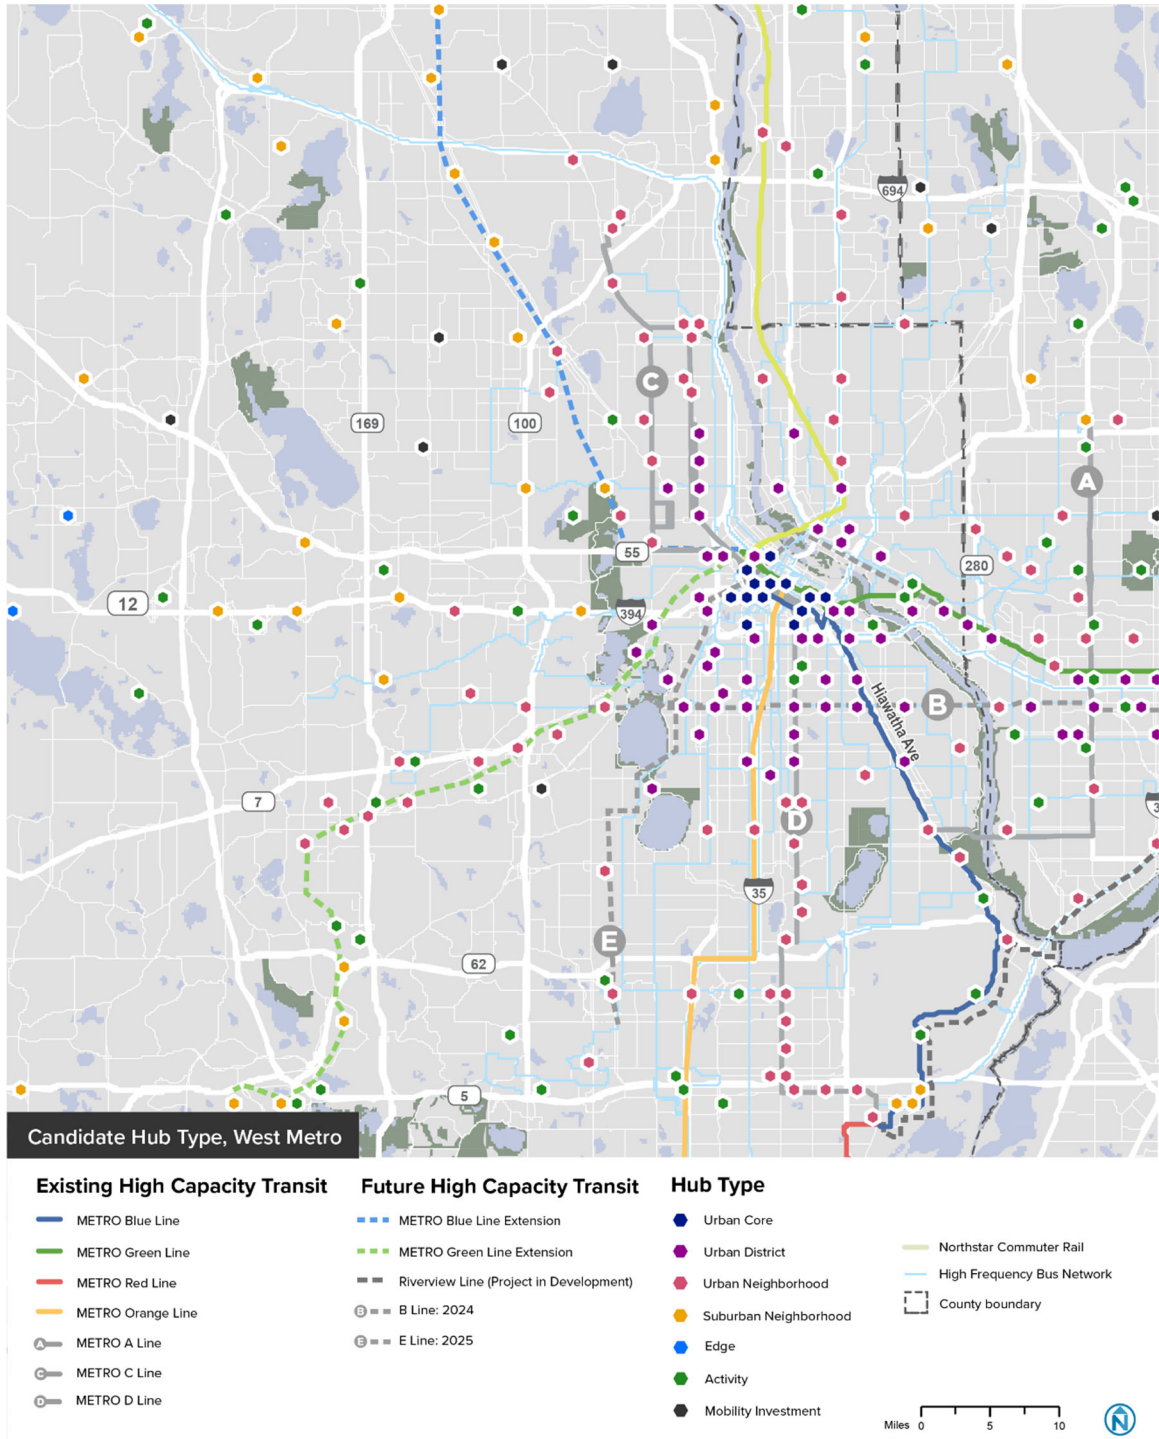 694
C
169
100
A
55
280
12
394
Hiawatha Ave
B
7
D
35
E
62
5
3
Candidate Hub Type, West Metro
Existing High Capacity Transit
METRO Blue Line
METRO Green Line
METRO Red Line
METRO Orange Line
A METRO A Line
C METRO C Line
D METRO D Line
Future High Capacity Transit
METRO Blue Line Extension
METRO Green Line Extension
Riverview Line (Project in Development)
B B Line: 2024
E E Line: 2025
Hub Type
Urban Core
Urban District
Urban Neighborhood
Suburban Neighborhood
Edge
Activity
Mobility Investment
Northstar Commuter Rail
High Frequency Bus Network
County boundary
Miles 0 5 10
N